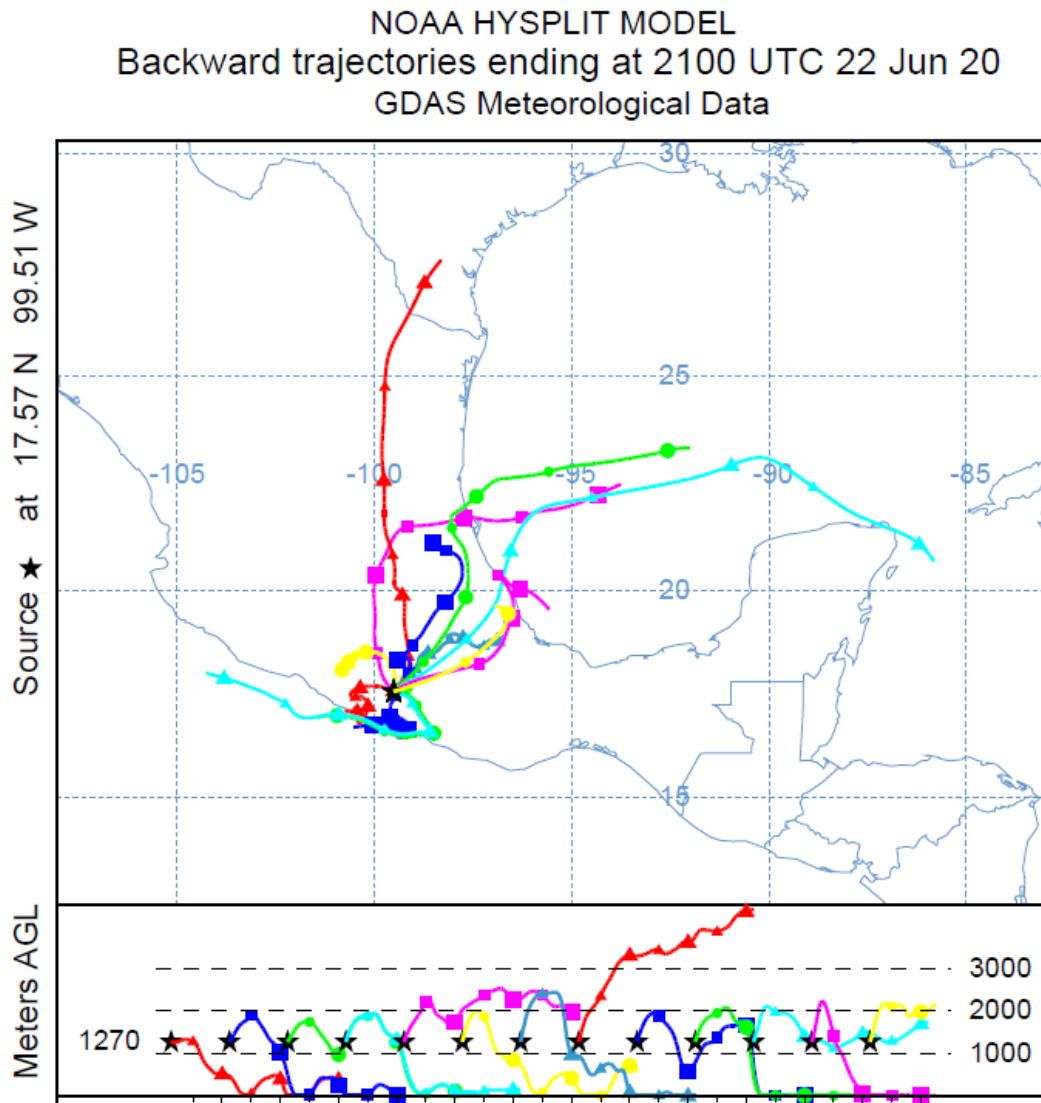 NOAA HYSPLIT MODEL
Backward trajectories ending at 2100 UTC 22 Jun 20
GDAS Meteorological Data
Source ★ at 17.57 N 99.51 W
30
25
-105
-100
-95
-90
-85
20
15
Meters AGL
3000
2000
1270
1000